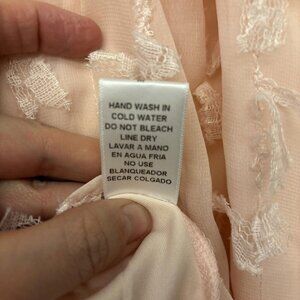 HAND WASH IN
COLD WATER
DO NOT BLEACH
LINE DRY
LAVAR A MANO
EN AGUA FRIA
NO USE
BLANQUEADOR
SECAR COLGADO